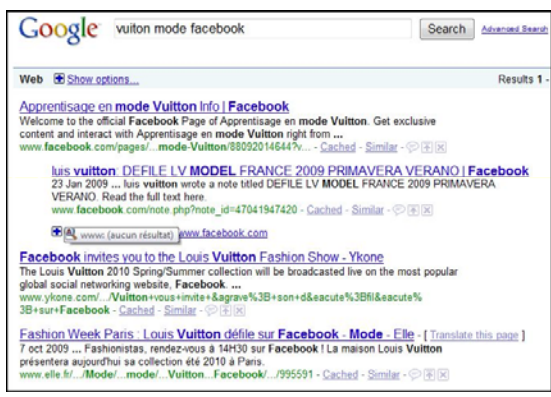 Google vuiton mode facebook Search Advanced Search
Web Show options... Results 1 -
Apprentisage en mode Vuitton Info | Facebook
Welcome to the official Facebook Page of Apprentisage en mode Vuitton. Get exclusive
content and interact with Apprentisage en mode Vuitton right from ...
www.facebook.com/pages/...mode-Vuitton/88092014644?v... - Cached - Similar -
luis vuitton: DEFILE LV MODEL FRANCE 2009 PRIMAVERA VERANO | Facebook
23 Jan 2009 ... luis vuitton wrote a note titled DEFILE LV MODEL FRANCE 2009 PRIMAVERA
VERANO. Read the full text here.
www.facebook.com/note.php?note_id=47041947420 - Cached - Similar -
www: (aucun résultat) www.facebook.com
Facebook invites you to the Louis Vuitton Fashion Show - Ykone
The Louis Vuitton 2010 Spring/Summer collection will be broadcasted live on the most popular
global social networking website, Facebook. ...
www.ykone.com/.../Vuitton+vous+invite+&agrave%3B+son+d&eacute%3Bfil&eacute%
3B+sur+Facebook - Cached - Similar -
Fashion Week Paris : Louis Vuitton défile sur Facebook - Mode - Elle - [ Translate this page ]
7 oct 2009 ... Fashionistas, rendez-vous à 14H30 sur Facebook ! La maison Louis Vuitton
présentera aujourd'hui sa collection été 2010 à Paris.
www.elle.fr/.../Mode/...mode/...Vuitton...Facebook/.../995591 - Cached - Similar -